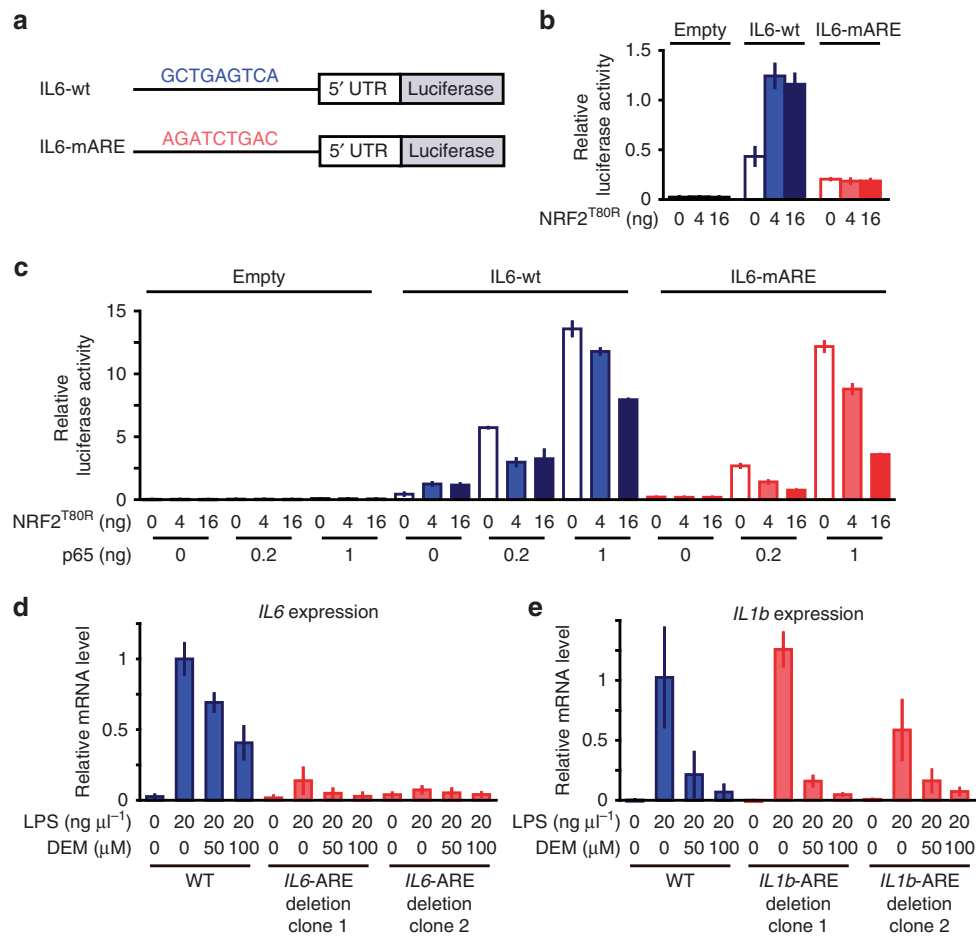 a
IL6-wt
GCTGAGTCA
5′ UTR
Luciferase
IL6-mARE
AGATCTGAC
5′ UTR
Luciferase
b
Empty IL6-wt IL6-mARE
Relative
luciferase activity
1.5
1.0
0.5
0
NRF2T80R (ng) 0 4 16 0 4 16 0 4 16
c
Empty IL6-wt IL6-mARE
Relative
luciferase activity
15
10
5
0
NRF2T80R (ng) 0 4 16 0 4 16 0 4 16 0 4 16 0 4 16 0 4 16 0 4 16 0 4 16 0 4 16
p65 (ng) 0 0.2 1 0 0.2 1 0 0.2 1
d
IL6 expression
Relative mRNA level
1
0.5
0
LPS (ng µl−1) 0 20 20 20 0 20 20 20 0 20 20 20
DEM (µM) 0 0 50 100 0 0 50 100 0 0 50 100
WT IL6-ARE IL6-ARE
deletion deletion
clone 1 clone 2
e
IL1b expression
Relative mRNA level
1
0.5
0
LPS (ng µl−1) 0 20 20 20 0 20 20 20 0 20 20 20
DEM (µM) 0 0 50 100 0 0 50 100 0 0 50 100
WT IL1b-ARE IL1b-ARE
deletion deletion
clone 1 clone 2